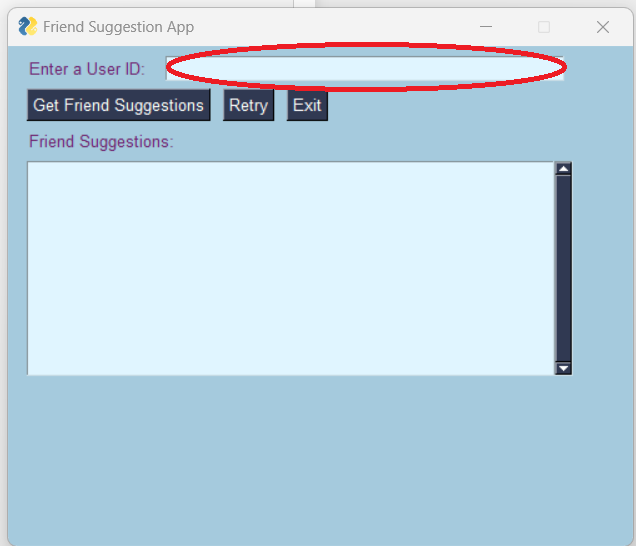 Friend Suggestion App
Enter a User ID:
Get Friend Suggestions Retry Exit
Friend Suggestions: